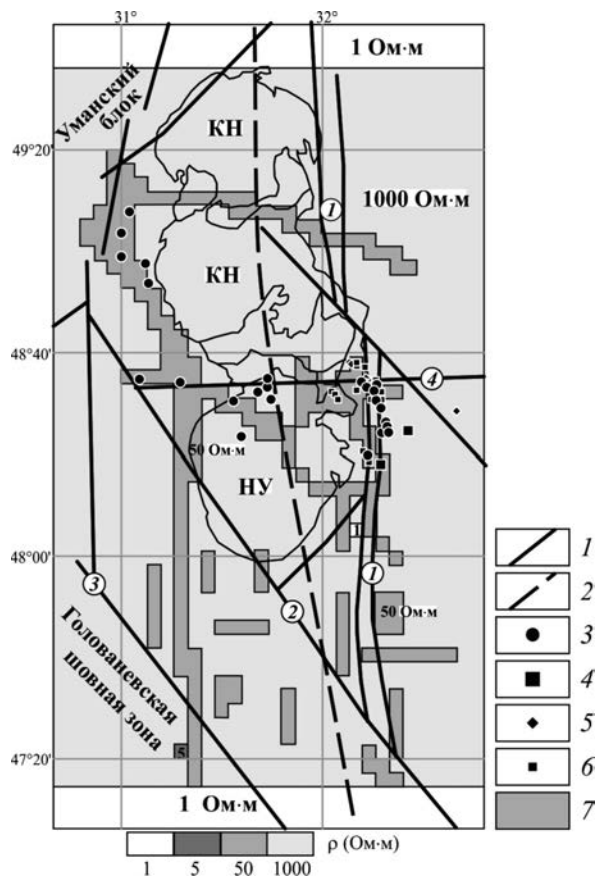 31° 32°
1 Ом·м
Уманский
блок
КН
49°20'
1
1000 Ом·м
КН
48°40'
4
50 Ом·м
НУ
1
48°00'
3
2
1
50 Ом·м
Голованевская
шовная зона
5
47°20'
1 Ом·м
ρ (Ом·м)
1 5 50 1000
1
2
3
4
5
6
7